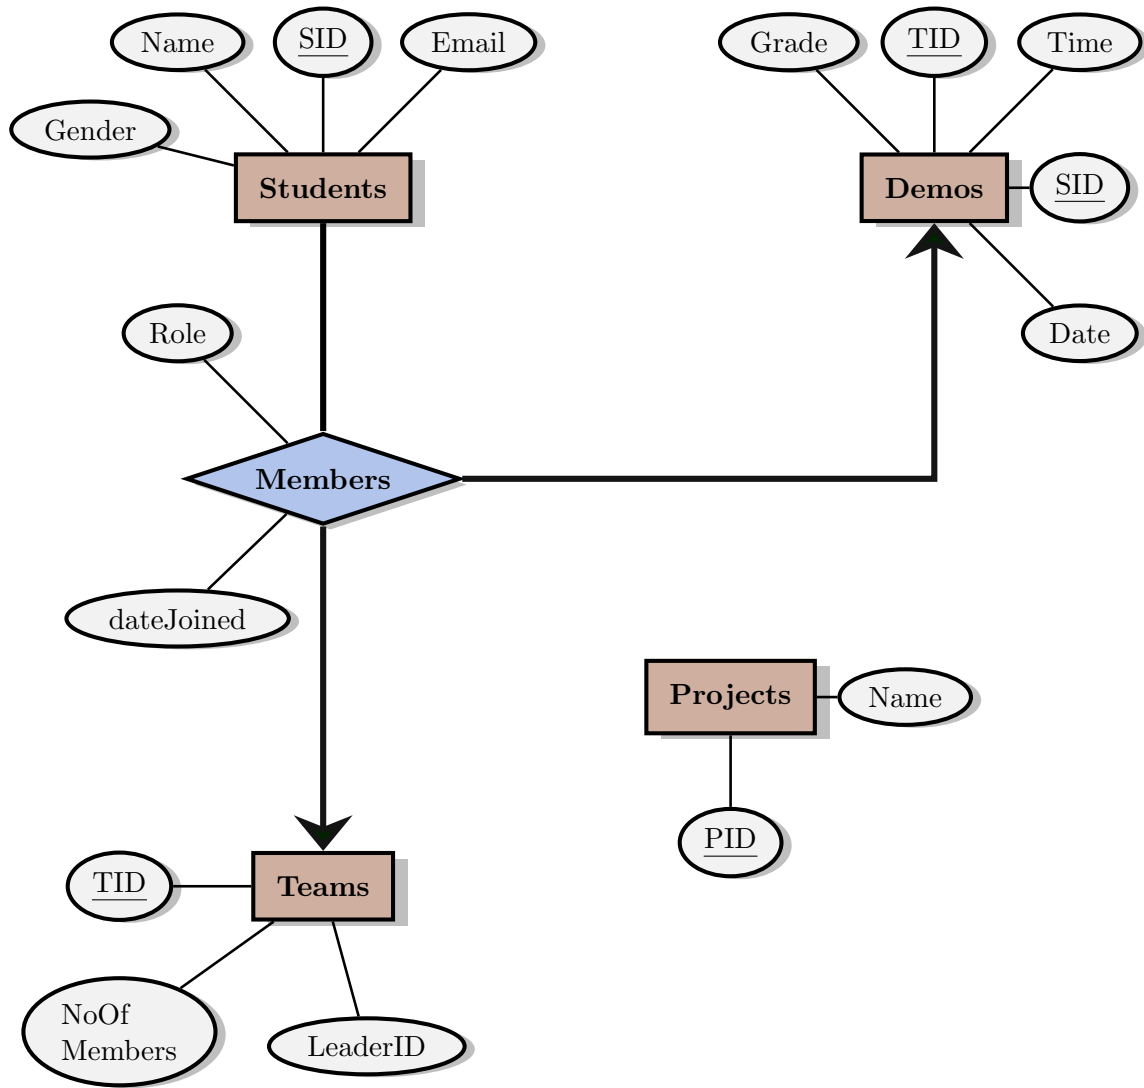 Name
SID
Email
Grade
TID
Time
Gender
Students
Demos
SID
Role
Date
Members
dateJoined
Projects
Name
PID
TID
Teams
NoOf
Members
LeaderID